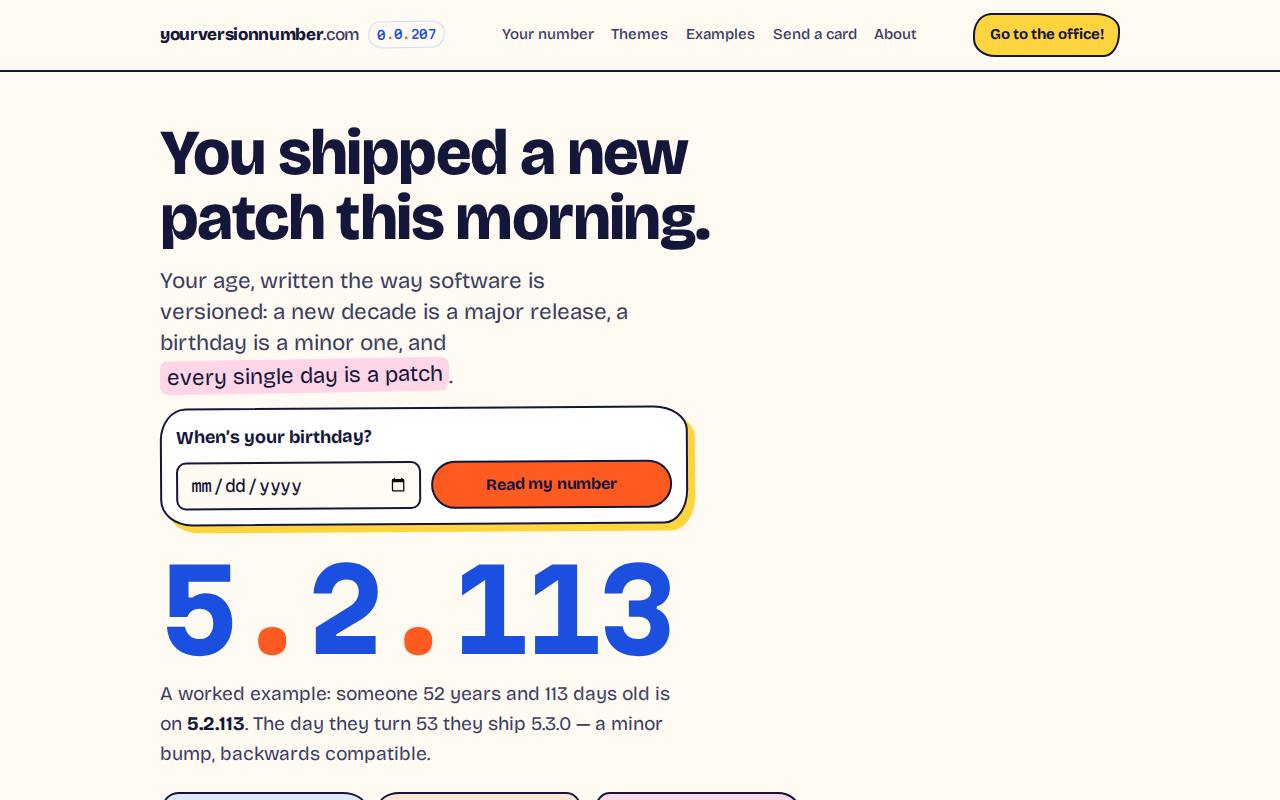 yourversionnumber.com 0.0.207 Your number Themes Examples Send a card About Go to the office!
You shipped a new
patch this morning.
Your age, written the way software is
versioned: a new decade is a major release, a
birthday is a minor one, and
every single day is a patch.
When's your birthday?
mm/dd/yyyy Read my number
5.2.113
A worked example: someone 52 years and 113 days old is
on 5.2.113. The day they turn 53 they ship 5.3.0 — a minor
bump, backwards compatible.